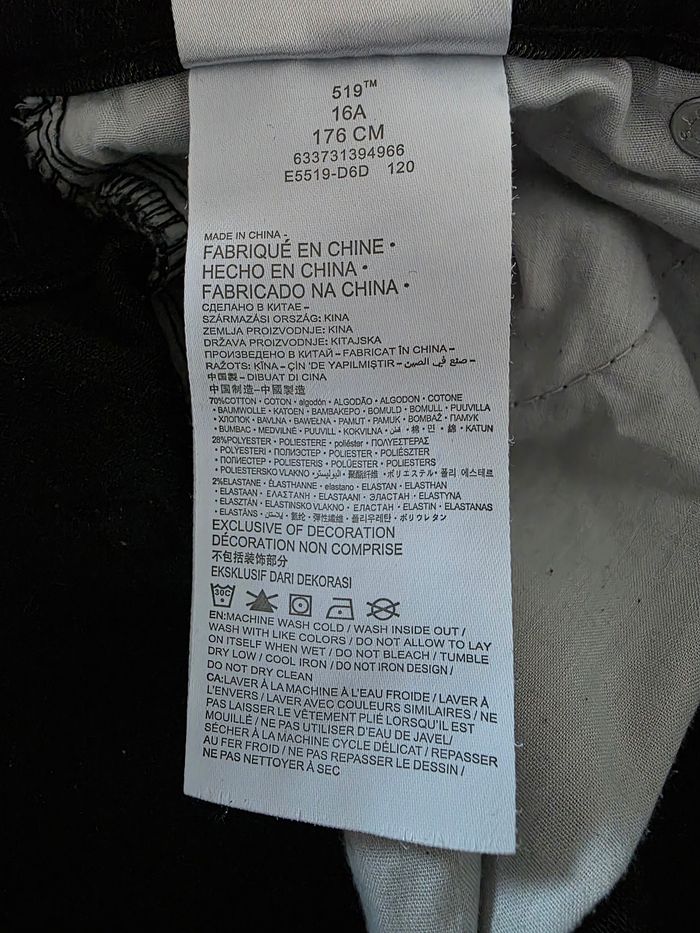 519™
16A
176 CM
633731394966
E5519-D6D 120
MADE IN CHINA -
FABRIQUÉ EN CHINE •
HECHO EN CHINA •
FABRICADO NA CHINA •
СДЕЛАНО В КИТАЕ –
SZÁRMAZÁSI ORSZÁG: KINA
ZEMLJA PROIZVODNJE: KINA
DRŽAVA PROIZVODNJE: KITAJSKA
ПРОИЗВЕДЕНО В КИТАЙ – FABRICAT ÎN CHINA –
RAŽOTS: ĶĪNA – ÇİN 'DE YAPILMIŞTIR – صنع في الصين –
中国製 – DIBUAT DI CINA
中国制造 – 中國製造
70%COTTON • COTON • algodón • ALGODÃO • ALGODON • COTONE
• BAUMWOLLE • KATOEN • ΒΑΜΒΑΚΕΡΟ • BOMULD • BOMULL • PUUVILLA
• ХЛОПОК • BAVLNA • BAWEŁNA • PAMUT • PAMUK • BOMBAŽ • ПАМУК
• BUMBAC • MEDVILNĖ • PUUVILL • KOKVILNA • قطن • 棉 • 면 • 綿 • KATUN
28%POLYESTER • POLIESTERE • poliéster • ΠΟΛΥΕΣΤΕΡΑΣ
• POLYESTERI • ПОЛИЭСТЕР • POLIESTER • POLIÉSZTER
• ПОЛИЕСТЕР • POLIESTERIS • POLÜESTER • POLIESTERS
• POLIESTERSKO VLAKNO • البوليستر • 聚酯纤维 • ポリエステル • 폴리 에스테르
2%ELASTANE • ÉLASTHANNE • elastano • ELASTAN • ELASTHAN
• ELASTAAN • ΕΛΑΣΤΑΝΗ • ELASTAANI • ЭЛАСТАН • ELASTYNA
• ELASZTÁN • ELASTINSKO VLAKNO • ЕЛАСТАН • ELASTIN • ELASTANAS
• ELASTĀNS • إيلاستان • 氨纶 • 彈性纖維 • 폴리우레탄 • ポリウレタン
EXCLUSIVE OF DECORATION
DÉCORATION NON COMPRISE
不包括装饰部分
EKSKLUSIF DARI DEKORASI
30C
EN:MACHINE WASH COLD / WASH INSIDE OUT /
WASH WITH LIKE COLORS / DO NOT ALLOW TO LAY
ON ITSELF WHEN WET / DO NOT BLEACH / TUMBLE
DRY LOW / COOL IRON / DO NOT IRON DESIGN /
DO NOT DRY CLEAN
CA:LAVER À LA MACHINE À L'EAU FROIDE / LAVER À
L'ENVERS / LAVER AVEC COULEURS SIMILAIRES / NE
PAS LAISSER LE VÊTEMENT PLIÉ LORSQU'IL EST
MOUILLÉ / NE PAS UTILISER D'EAU DE JAVEL/
SÉCHER À LA MACHINE CYCLE DÉLICAT / REPASSER
AU FER FROID / NE PAS REPASSER LE DESSIN /
NE PAS NETTOYER À SEC